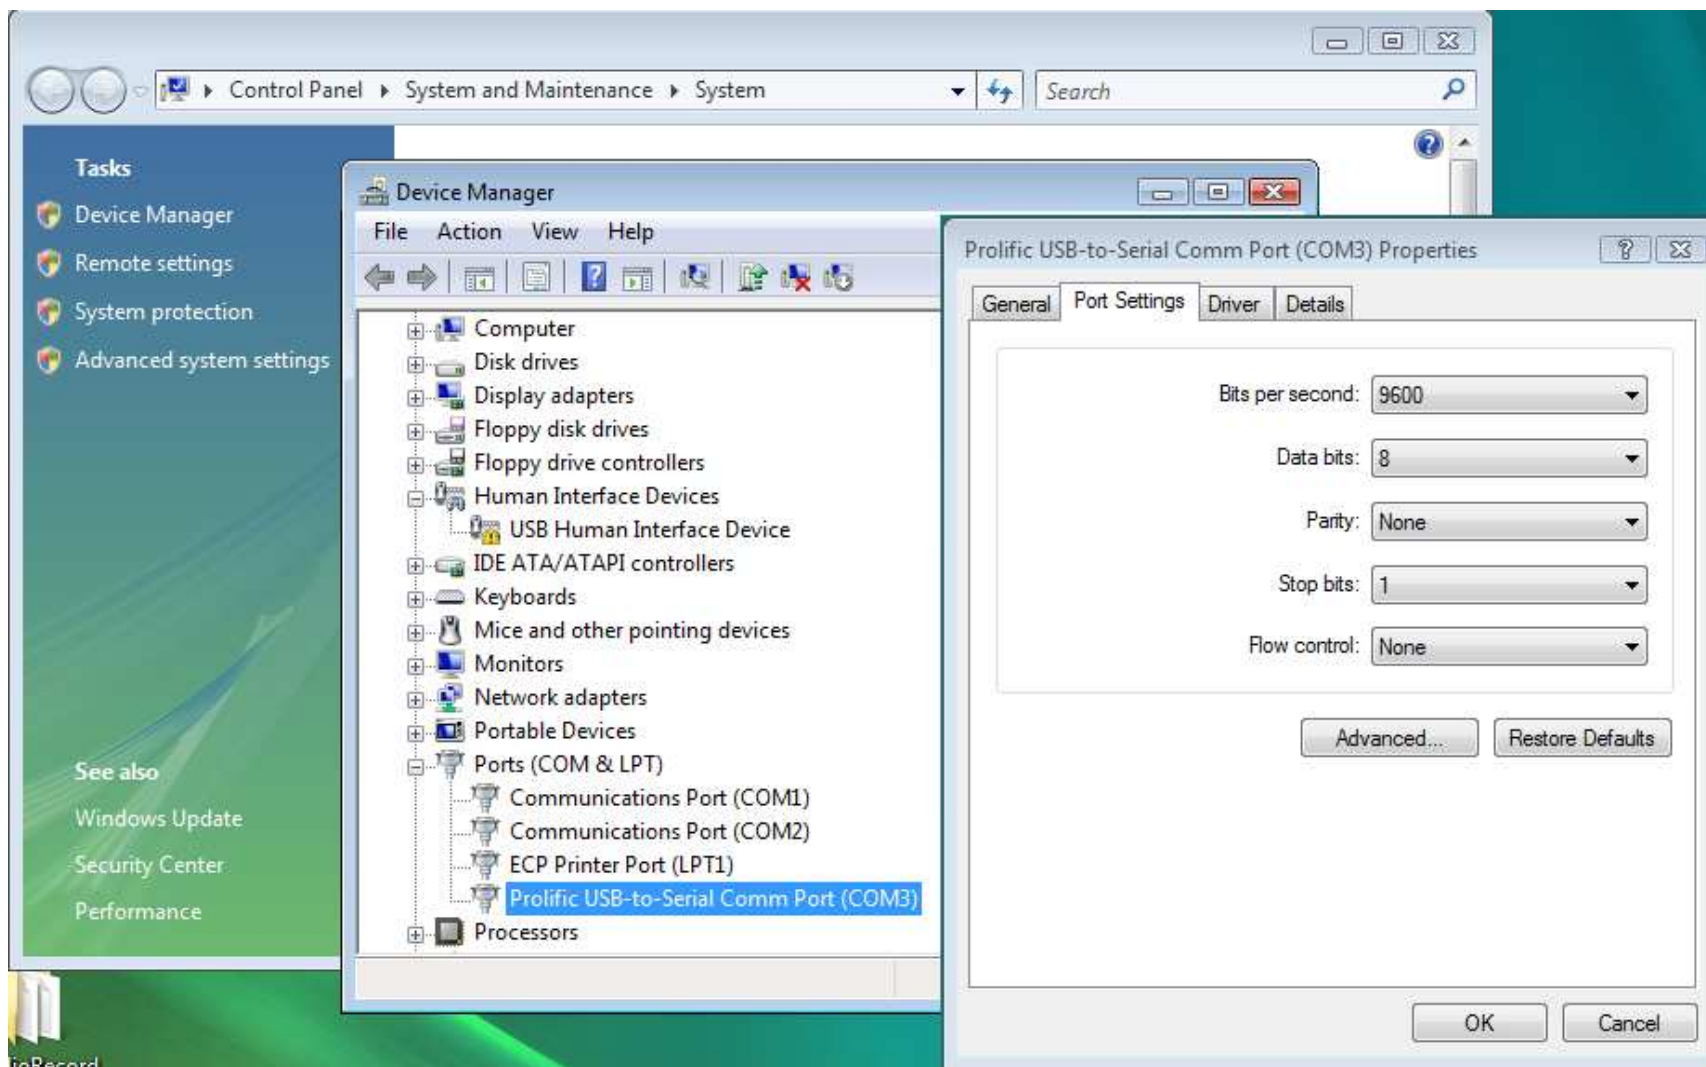 Control Panel
System and Maintenance
System
Search
Tasks
Device Manager
Remote settings
System protection
Advanced system settings
See also
Windows Update
Security Center
Performance
Device Manager
File Action View Help
Computer
Disk drives
Display adapters
Floppy disk drives
Floppy drive controllers
Human Interface Devices
USB Human Interface Device
IDE ATA/ATAPI controllers
Keyboards
Mice and other pointing devices
Monitors
Network adapters
Portable Devices
Ports (COM & LPT)
Communications Port (COM1)
Communications Port (COM2)
ECP Printer Port (LPT1)
Prolific USB-to-Serial Comm Port (COM3)
Processors
Prolific USB-to-Serial Comm Port (COM3) Properties
General Port Settings Driver Details
Bits per second: 9600
Data bits: 8
Parity: None
Stop bits: 1
Flow control: None
Advanced... Restore Defaults
OK Cancel